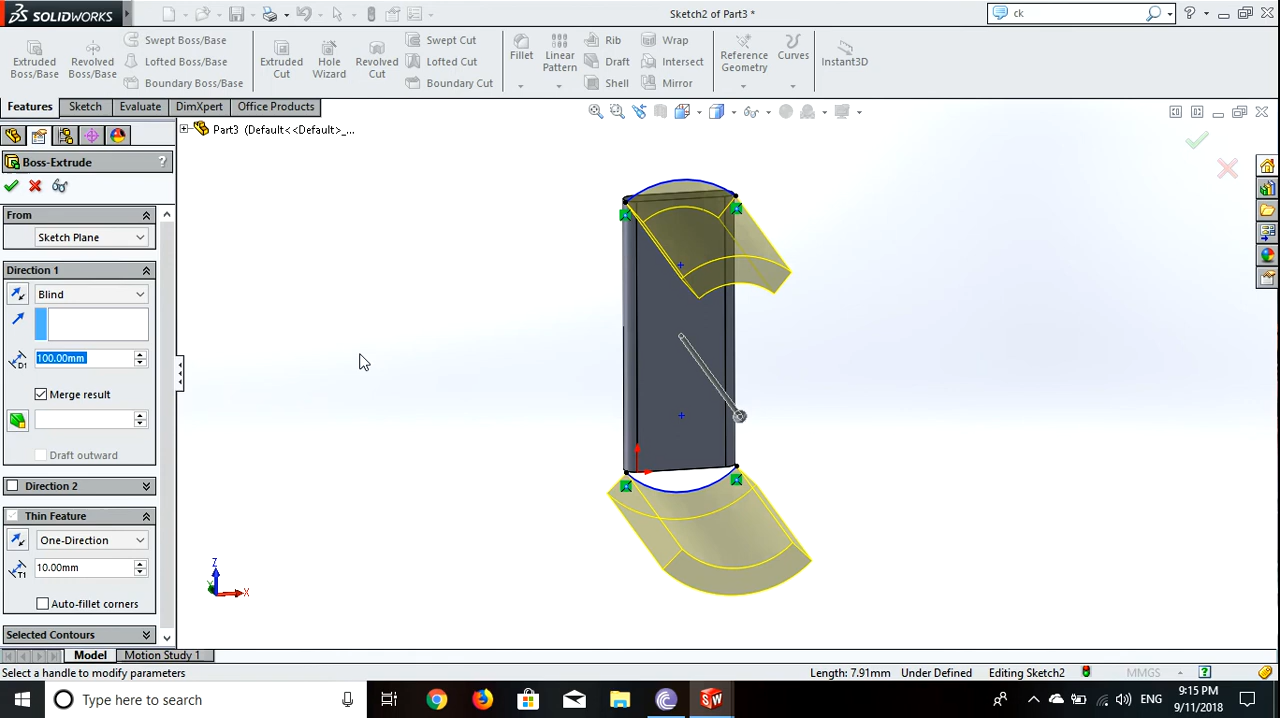 SOLIDWORKS
Sketch2 of Part3 *
ck
Extruded Boss/Base
Revolved Boss/Base
Swept Boss/Base
Lofted Boss/Base
Boundary Boss/Base
Extruded Cut
Hole Wizard
Revolved Cut
Swept Cut
Lofted Cut
Boundary Cut
Fillet
Linear Pattern
Rib
Draft
Shell
Wrap
Intersect
Mirror
Reference Geometry
Curves
Instant3D
Features Sketch Evaluate DimXpert Office Products
Part3 (Default<<Default>_...
Boss-Extrude
?
From
Sketch Plane
Direction 1
Blind
D1
100.00mm
Merge result
Draft outward
Direction 2
Thin Feature
One-Direction
T1
10.00mm
Auto-fillet corners
Selected Contours
Z
Y
X
Model Motion Study 1
Select a handle to modify parameters
Length: 7.91mm Under Defined Editing Sketch2 MMGS ?
Type here to search
SW
ENG
9:15 PM
9/11/2018